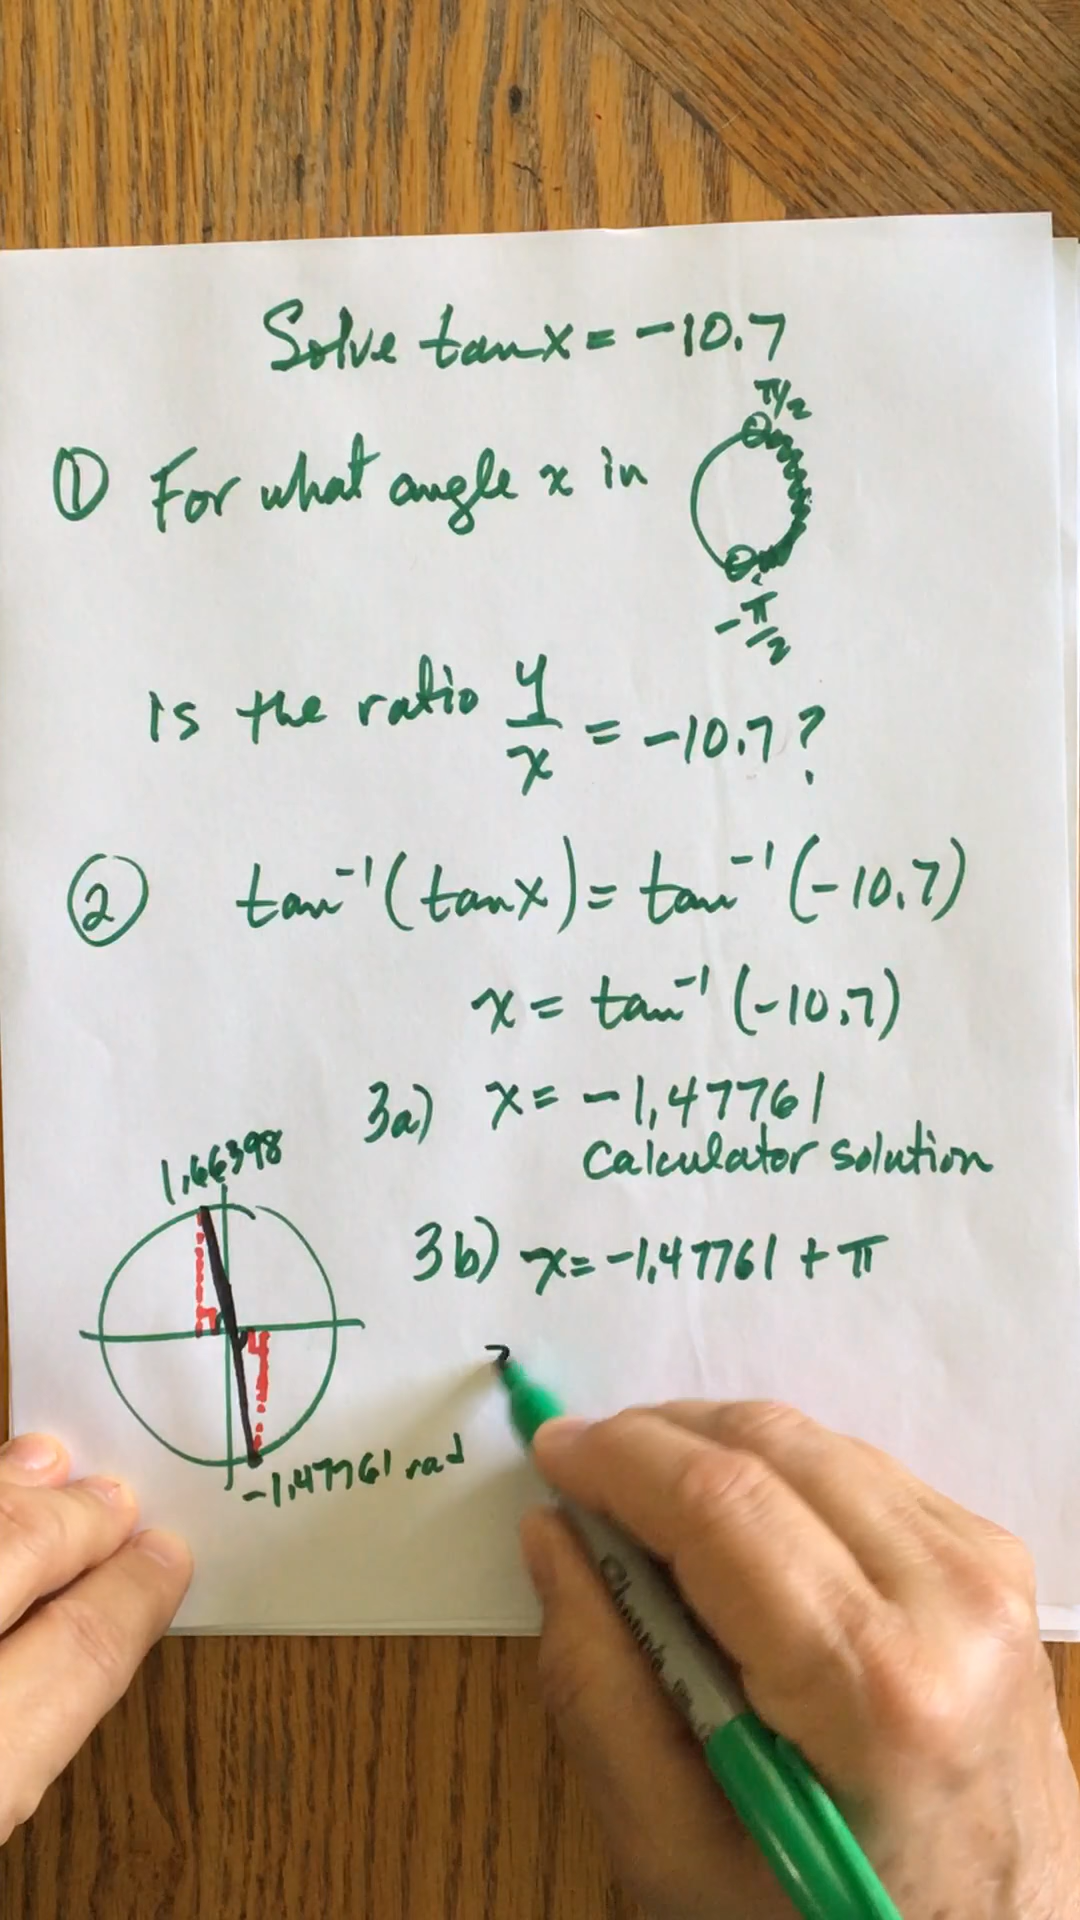 Solve tan x = -10.7
① For what angle x in
π/2
-π/2
is the ratio y/x = -10.7?
② tan⁻¹(tan x) = tan⁻¹(-10.7)
x = tan⁻¹(-10.7)
3a) x = -1.47761
Calculator solution
1.66398
3b) x = -1.47761 + π
-1.47761 rad